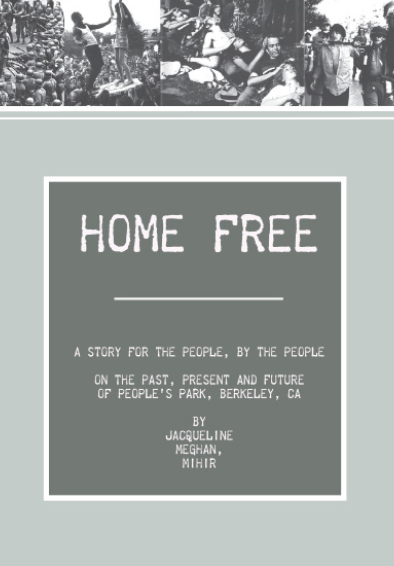 HOME FREE
A STORY FOR THE PEOPLE, BY THE PEOPLE
ON THE PAST, PRESENT AND FUTURE
OF PEOPLE'S PARK, BERKELEY, CA
BY
JACQUELINE
MEGHAN,
MIHIR